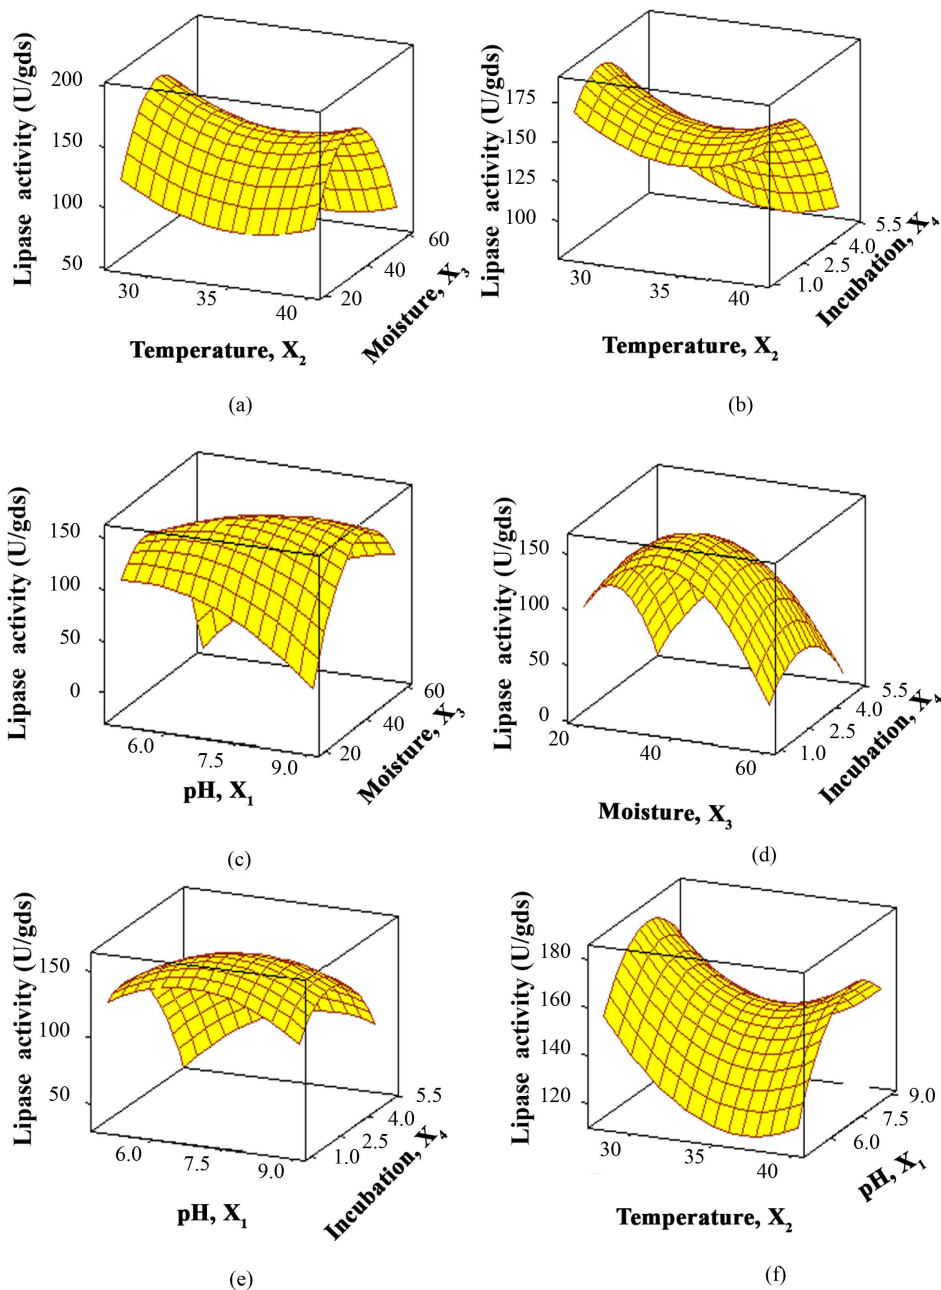 Lipase activity (U/gds)
200
150
100
50
30
35
40
20
40
60
Temperature, X2
Moisture, X3
(a)
Lipase activity (U/gds)
175
150
125
100
30
35
40
1.0
2.5
4.0
5.5
Temperature, X2
Incubation, X4
(b)
Lipase activity (U/gds)
150
100
50
0
6.0
7.5
9.0
20
40
60
pH, X1
Moisture, X3
(c)
Lipase activity (U/gds)
150
100
50
0
20
40
60
1.0
2.5
4.0
5.5
Moisture, X3
Incubation, X4
(d)
Lipase activity (U/gds)
150
100
50
6.0
7.5
9.0
1.0
2.5
4.0
5.5
pH, X1
Incubation, X4
(e)
Lipase activity (U/gds)
180
160
140
120
30
35
40
6.0
7.5
9.0
Temperature, X2
pH, X1
(f)